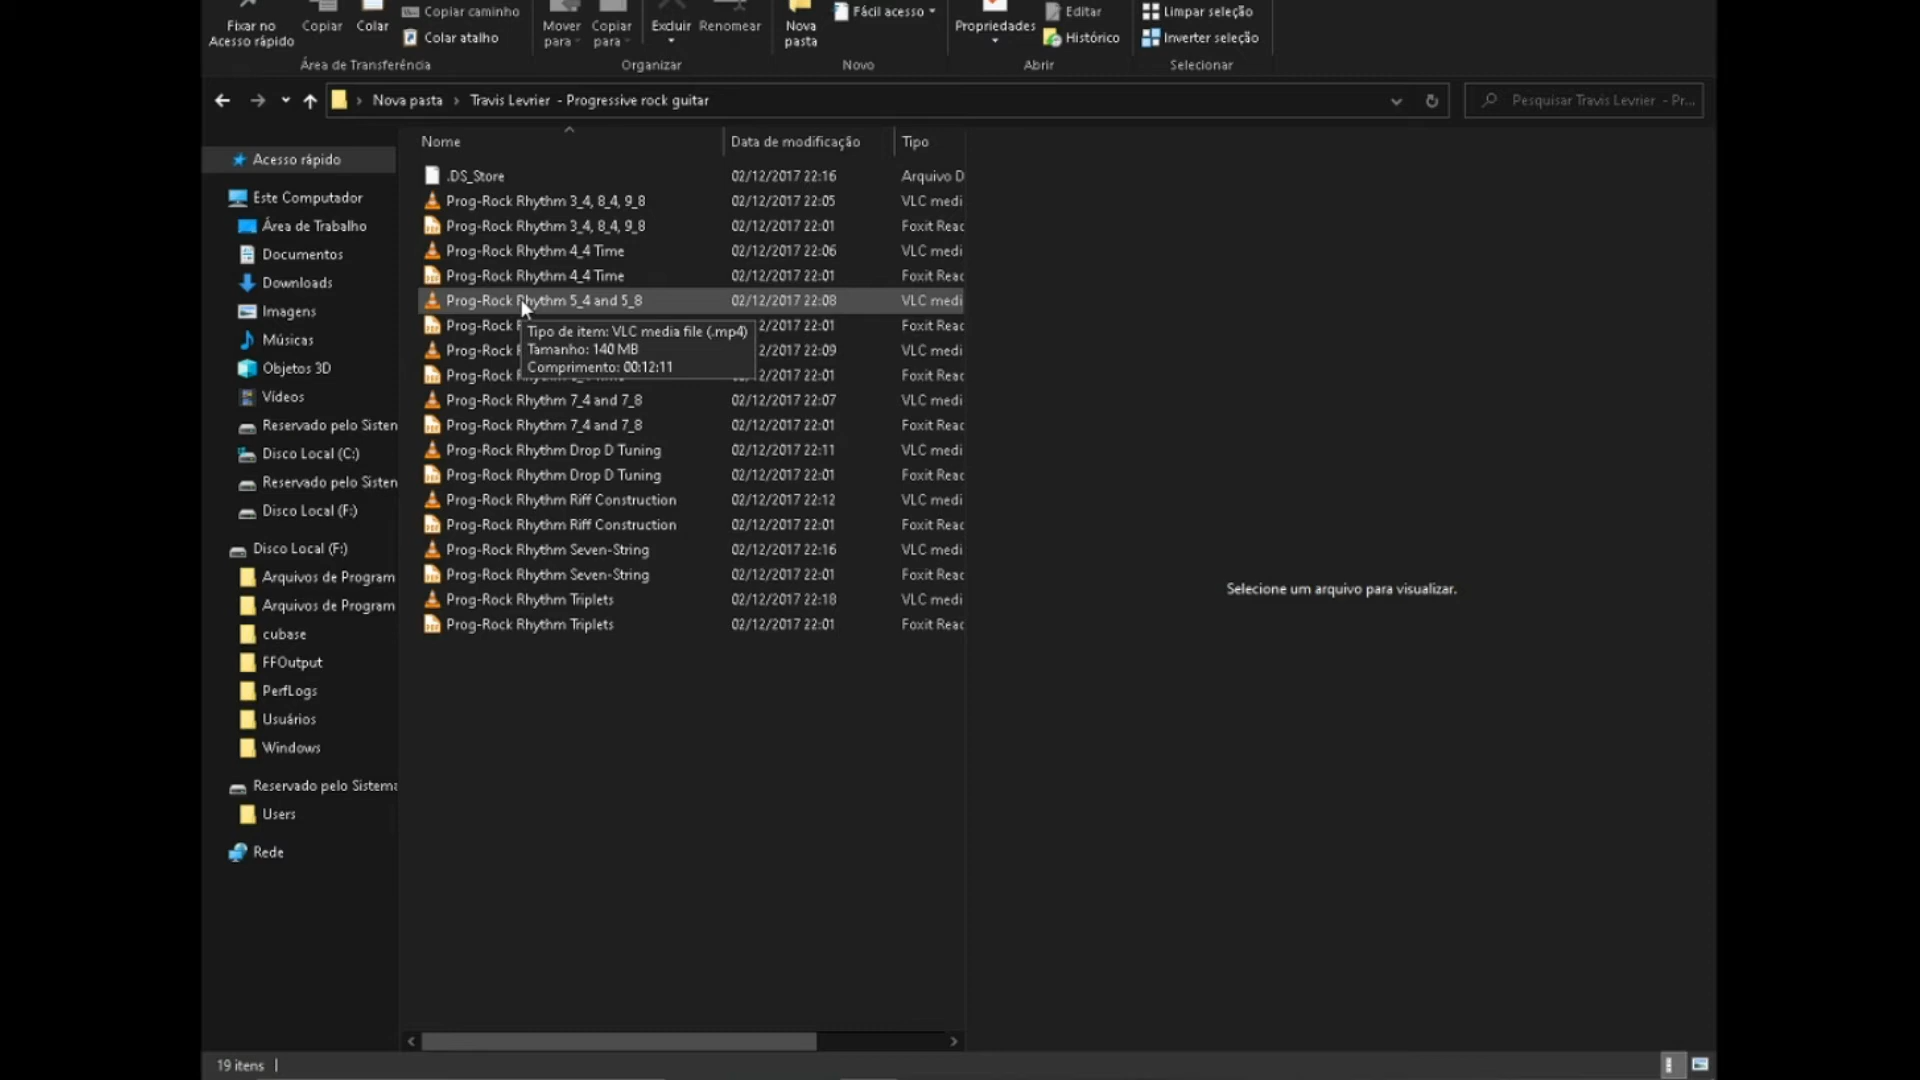 Fixar no
Acesso rápido
Copiar
Colar
Copiar caminho
Colar atalho
Mover
para
Copiar
para
Excluir
Renomear
Nova
pasta
Fácil acesso
Propriedades
Editar
Histórico
Limpar seleção
Inverter seleção
Área de Transferência
Organizar
Novo
Abrir
Selecionar
Nova pasta > Travis Levrier - Progressive rock guitar
Pesquisar Travis Levrier - Pr...
Acesso rápido
Este Computador
Área de Trabalho
Documentos
Downloads
Imagens
Músicas
Objetos 3D
Vídeos
Reservado pelo Sisten
Disco Local (C:)
Reservado pelo Sisten
Disco Local (F:)
Disco Local (F:)
Arquivos de Program
Arquivos de Program
cubase
FFOutput
PerfLogs
Usuários
Windows
Reservado pelo Sistema
Users
Rede
Nome Data de modificação Tipo
.DS_Store 02/12/2017 22:16 Arquivo D
Prog-Rock Rhythm 3_4, 8_4, 9_8 02/12/2017 22:05 VLC medi
Prog-Rock Rhythm 3_4, 8_4, 9_8 02/12/2017 22:01 Foxit Reac
Prog-Rock Rhythm 4_4 Time 02/12/2017 22:06 VLC medi
Prog-Rock Rhythm 4_4 Time 02/12/2017 22:01 Foxit Reac
Prog-Rock Rhythm 5_4 and 5_8 02/12/2017 22:08 VLC medi
Prog-Rock 2/12/2017 22:01 Foxit Reac
Prog-Rock 2/12/2017 22:09 VLC medi
Prog-Rock 2/12/2017 22:01 Foxit Reac
Tipo de item: VLC media file (.mp4)
Tamanho: 140 MB
Comprimento: 00:12:11
Prog-Rock Rhythm 7_4 and 7_8 02/12/2017 22:07 VLC medi
Prog-Rock Rhythm 7_4 and 7_8 02/12/2017 22:01 Foxit Reac
Prog-Rock Rhythm Drop D Tuning 02/12/2017 22:11 VLC medi
Prog-Rock Rhythm Drop D Tuning 02/12/2017 22:01 Foxit Reac
Prog-Rock Rhythm Riff Construction 02/12/2017 22:12 VLC medi
Prog-Rock Rhythm Riff Construction 02/12/2017 22:01 Foxit Reac
Prog-Rock Rhythm Seven-String 02/12/2017 22:16 VLC medi
Prog-Rock Rhythm Seven-String 02/12/2017 22:01 Foxit Reac
Prog-Rock Rhythm Triplets 02/12/2017 22:18 VLC medi
Prog-Rock Rhythm Triplets 02/12/2017 22:01 Foxit Reac
Selecione um arquivo para visualizar.
19 itens